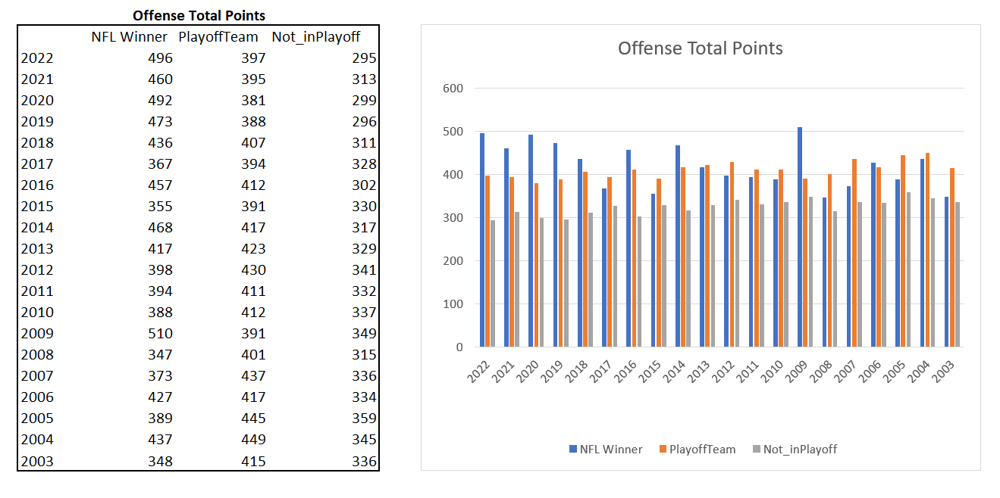 Offense Total Points
NFL Winner PlayoffTeam Not_inPlayoff
2022 496 397 295
2021 460 395 313
2020 492 381 299
2019 473 388 296
2018 436 407 311
2017 367 394 328
2016 457 412 302
2015 355 391 330
2014 468 417 317
2013 417 423 329
2012 398 430 341
2011 394 411 332
2010 388 412 337
2009 510 391 349
2008 347 401 315
2007 373 437 336
2006 427 417 334
2005 389 445 359
2004 437 449 345
2003 348 415 336
Offense Total Points
600
500
400
300
200
100
0
2022 2021 2020 2019 2018 2017 2016 2015 2014 2013 2012 2011 2010 2009 2008 2007 2006 2005 2004 2003
NFL Winner PlayoffTeam Not_inPlayoff